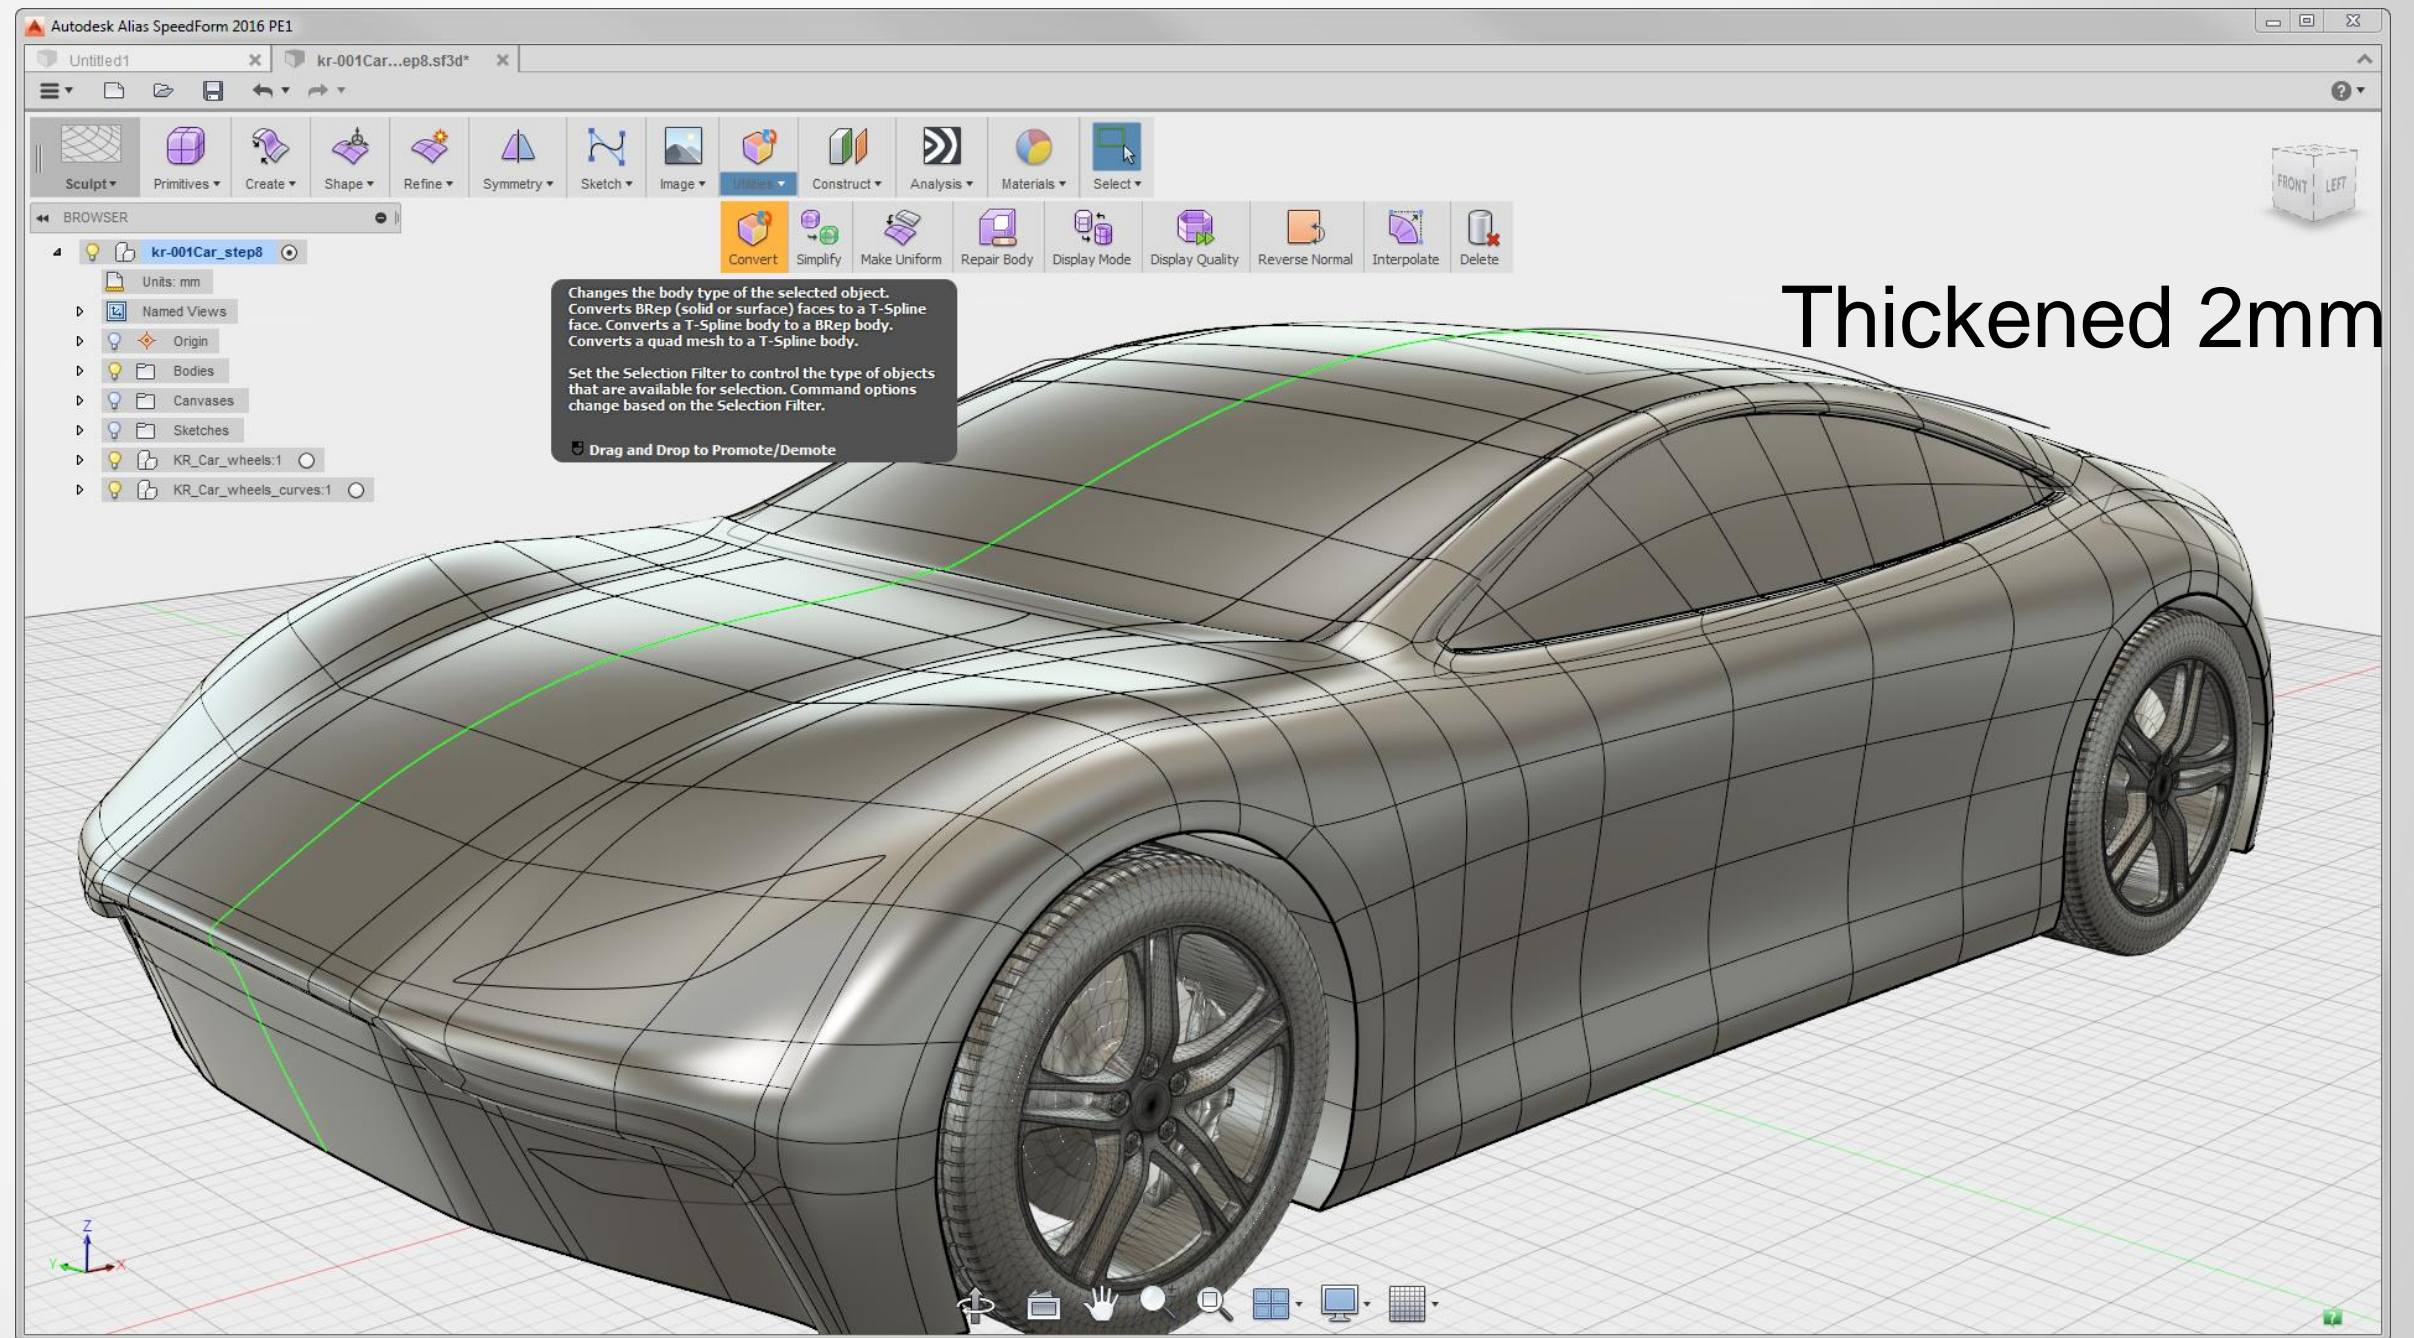 Autodesk Alias SpeedForm 2016 PE1
Untitled1
kr-001Car...ep8.sf3d*
Sculpt
Primitives
Create
Shape
Refine
Symmetry
Sketch
Image
Utilities
Construct
Analysis
Materials
Select
FRONT
LEFT
BROWSER
Convert
Simplify
Make Uniform
Repair Body
Display Mode
Display Quality
Reverse Normal
Interpolate
Delete
kr-001Car_step8
Units: mm
Named Views
Origin
Bodies
Canvases
Sketches
KR_Car_wheels:1
KR_Car_wheels_curves:1
Changes the body type of the selected object.
Converts BRep (solid or surface) faces to a T-Spline
face. Converts a T-Spline body to a BRep body.
Converts a quad mesh to a T-Spline body.
Set the Selection Filter to control the type of objects
that are available for selection. Command options
change based on the Selection Filter.
Drag and Drop to Promote/Demote
Thickened 2mm
Z
Y
X